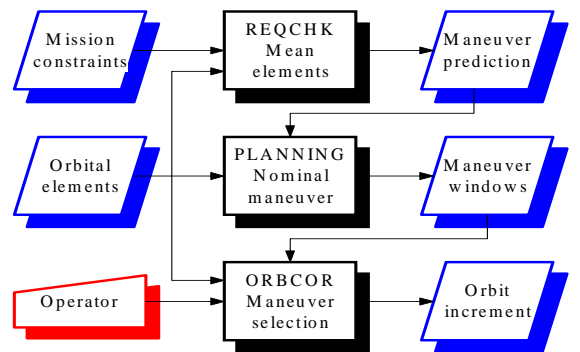 Mission
constraints
REQCHK
Mean
elements
Maneuver
prediction
Orbital
elements
PLANNING
Nominal
maneuver
Maneuver
windows
Operator
ORBCOR
Maneuver
selection
Orbit
increment